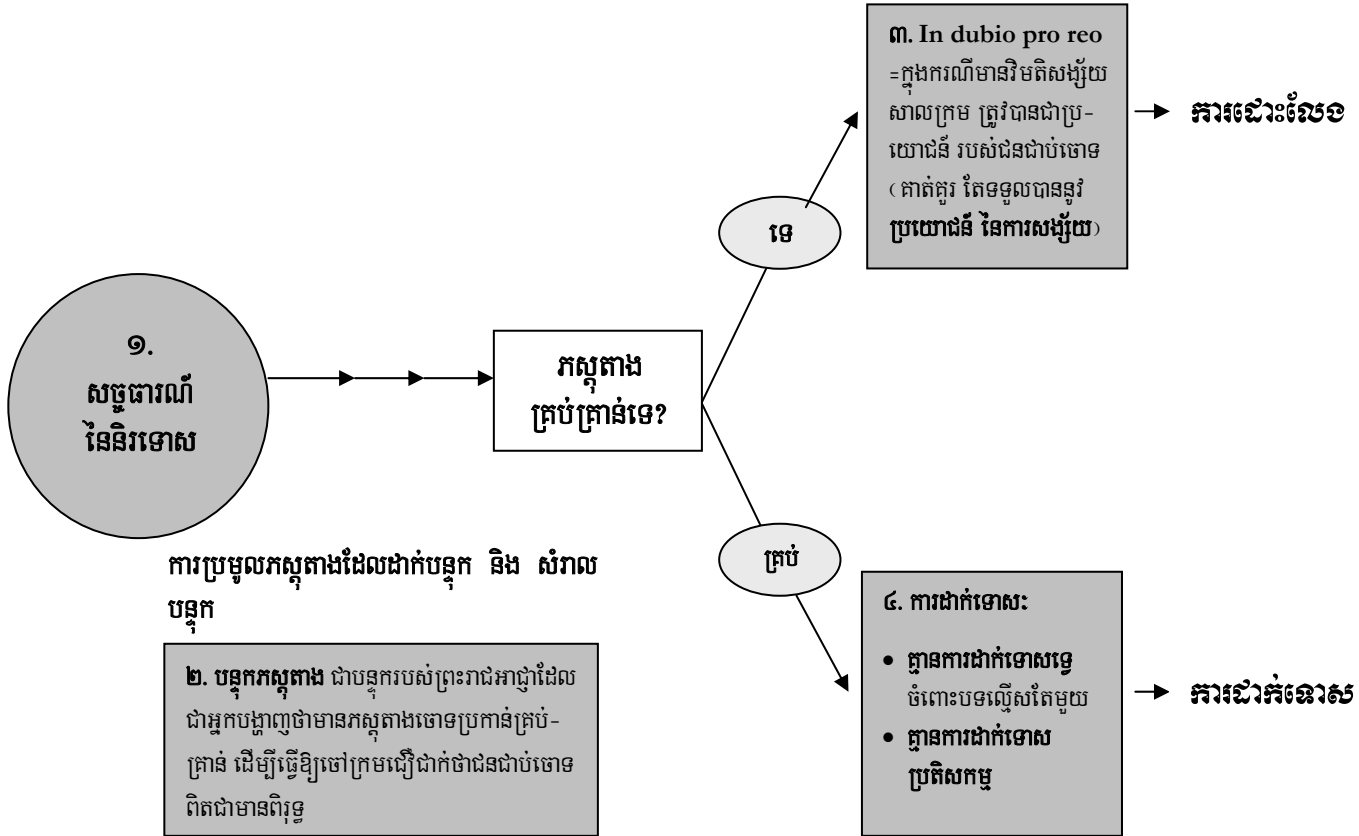 ១.
សច្ចធារណ៍
នៃនិរទោស
ភស្តុតាង
គ្រប់គ្រាន់ទេ?
ទេ
៣. In dubio pro reo
=ក្នុងករណីមានវិមតិសង្ស័យ
សាលក្រម ត្រូវបានជាប្រ-
យោជន៍ របស់ជនជាប់ចោទ
(គាត់គួរ តែទទួលបាននូវ
ប្រយោជន៍ នៃការសង្ស័យ)
ការដោះលែង
គ្រប់
ការប្រមូលភស្តុតាងដែលដាក់បន្ទុក និង សំរាល
បន្ទុក
២. បន្ទុកភស្តុតាង ជាបន្ទុករបស់ព្រះរាជអាជ្ញាដែល
ជាអ្នកបង្ហាញថាមានភស្តុតាងចោទប្រកាន់គ្រប់-
គ្រាន់ ដើម្បីធ្វើឱ្យចៅក្រមជឿជាក់ថាជនជាប់ចោទ
ពិតជាមានពិរុទ្ធ
៤. ការដាក់ទោសៈ
• គ្មានការដាក់ទោសទ្វេ
ចំពោះបទល្មើសតែមួយ
• គ្មានការដាក់ទោស
ប្រតិសកម្ម
ការដាក់ទោស